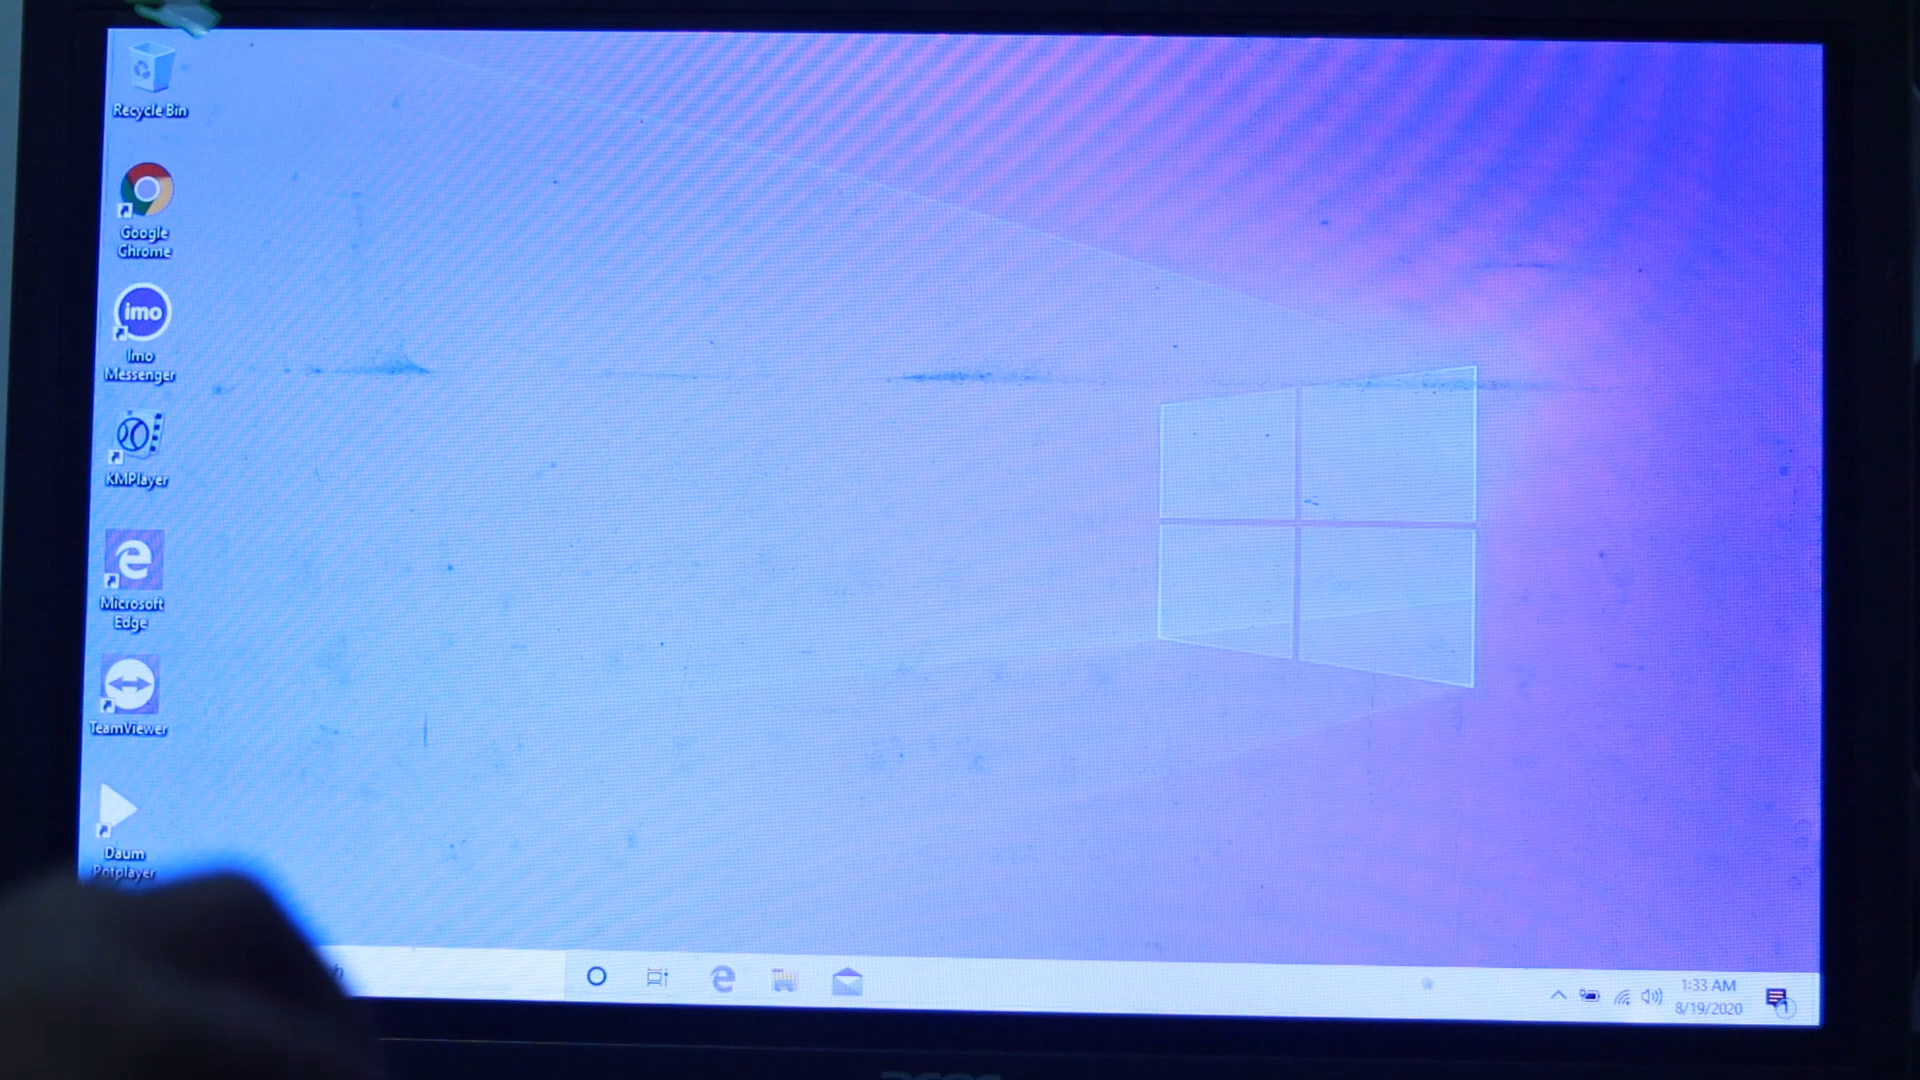 Recycle Bin
Google
Chrome
imo
Imo
Messenger
KMPlayer
Microsoft
Edge
TeamViewer
Daum
Potplayer
1:33 AM
8/19/2020
1